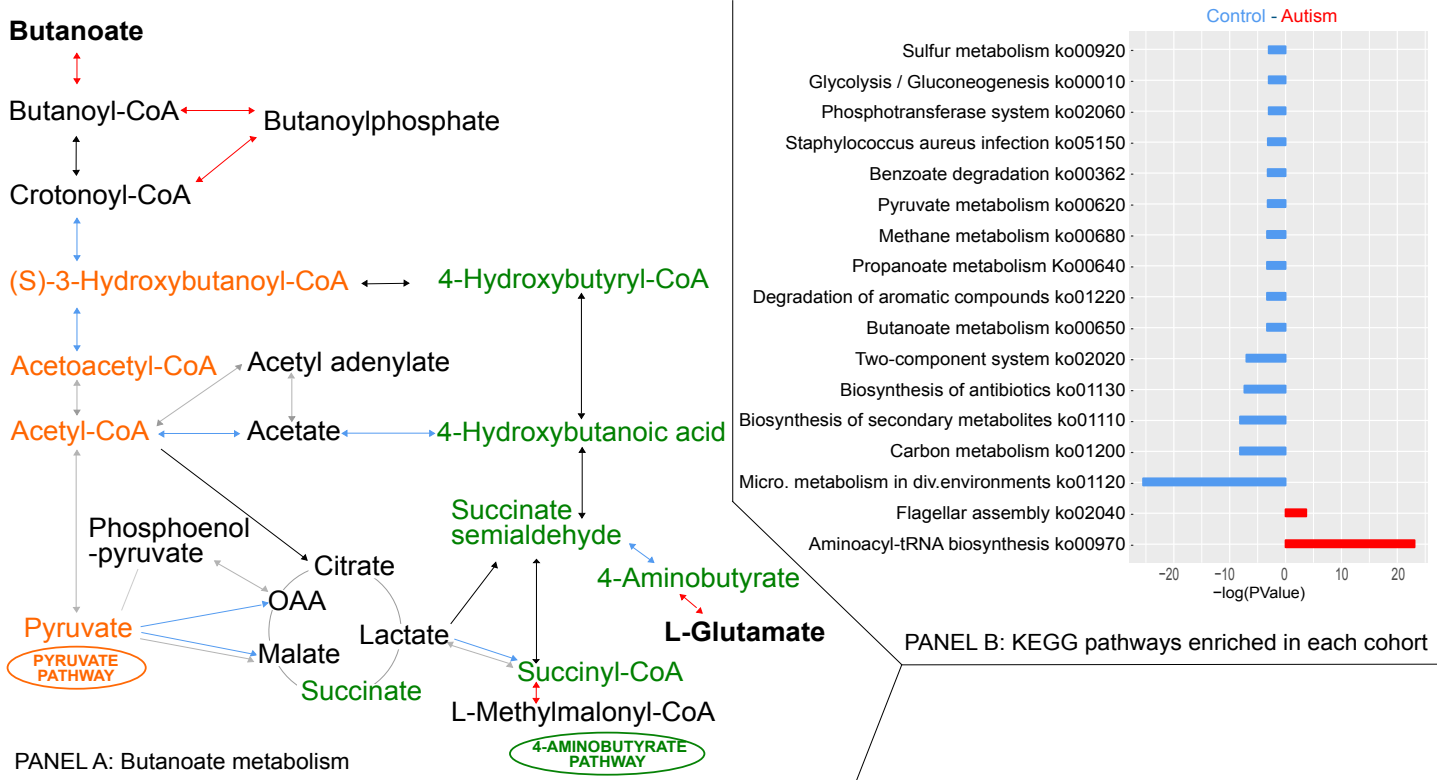 Butanoate
Butanoyl-CoA
Butanoylphosphate
Crotonoyl-CoA
(S)-3-Hydroxybutanoyl-CoA
4-Hydroxybutyryl-CoA
Acetoacetyl-CoA
Acetyl adenylate
Acetyl-CoA
Acetate
4-Hydroxybutanoic acid
Phosphoenol
-pyruvate
Succinate
semialdehyde
Citrate
4-Aminobutyrate
OAA
Pyruvate
Lactate
L-Glutamate
PYRUVATE
PATHWAY
Malate
Succinate
Succinyl-CoA
L-Methylmalonyl-CoA
4-AMINOBUTYRATE
PATHWAY
PANEL A: Butanoate metabolism
Control - Autism
Sulfur metabolism ko00920
Glycolysis / Gluconeogenesis ko00010
Phosphotransferase system ko02060
Staphylococcus aureus infection ko05150
Benzoate degradation ko00362
Pyruvate metabolism ko00620
Methane metabolism ko00680
Propanoate metabolism Ko00640
Degradation of aromatic compounds ko01220
Butanoate metabolism ko00650
Two-component system ko02020
Biosynthesis of antibiotics ko01130
Biosynthesis of secondary metabolites ko01110
Carbon metabolism ko01200
Micro. metabolism in div.environments ko01120
Flagellar assembly ko02040
Aminoacyl-tRNA biosynthesis ko00970
−20 −10 0 10 20
−log(PValue)
PANEL B: KEGG pathways enriched in each cohort